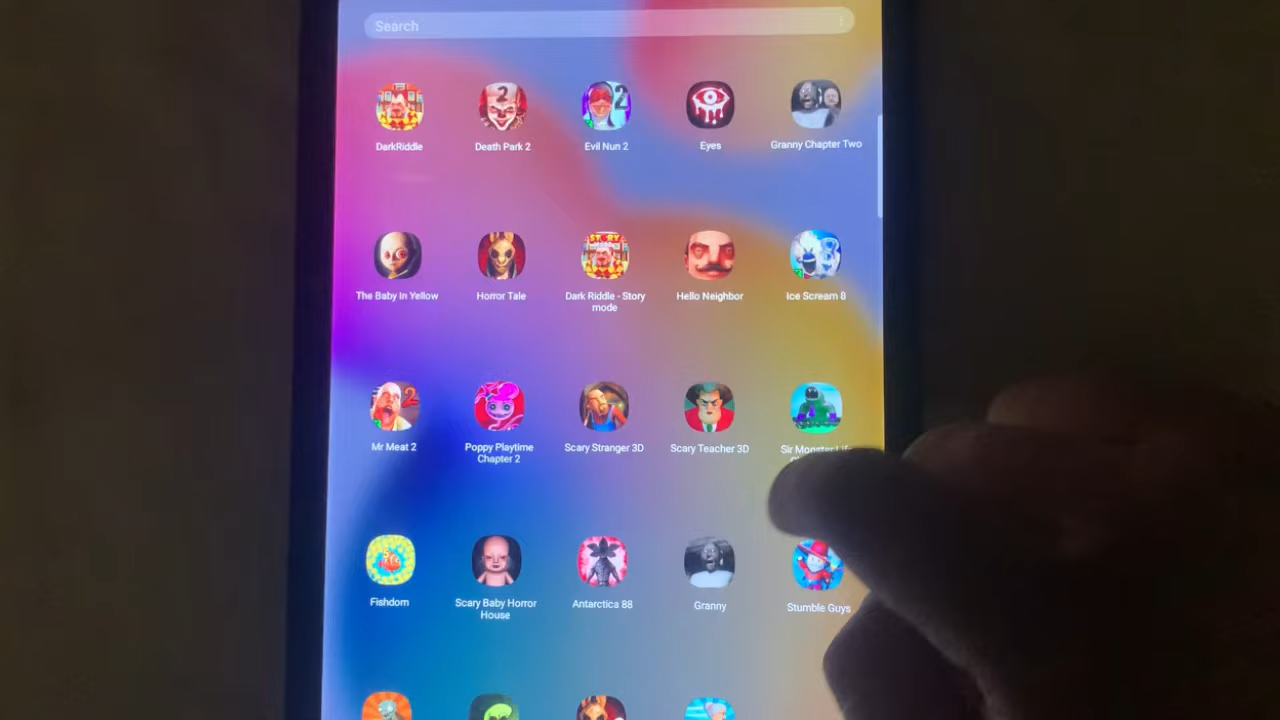 Search
DarkRiddle
Death Park 2
Evil Nun 2
Eyes
Granny Chapter Two
The Baby In Yellow
Horror Tale
Dark Riddle - Story
mode
Hello Neighbor
Ice Scream 8
Mr Meat 2
Poppy Playtime
Chapter 2
Scary Stranger 3D
Scary Teacher 3D
Sir Monster Life
Fishdom
Scary Baby Horror
House
Antarctica 88
Granny
Stumble Guys